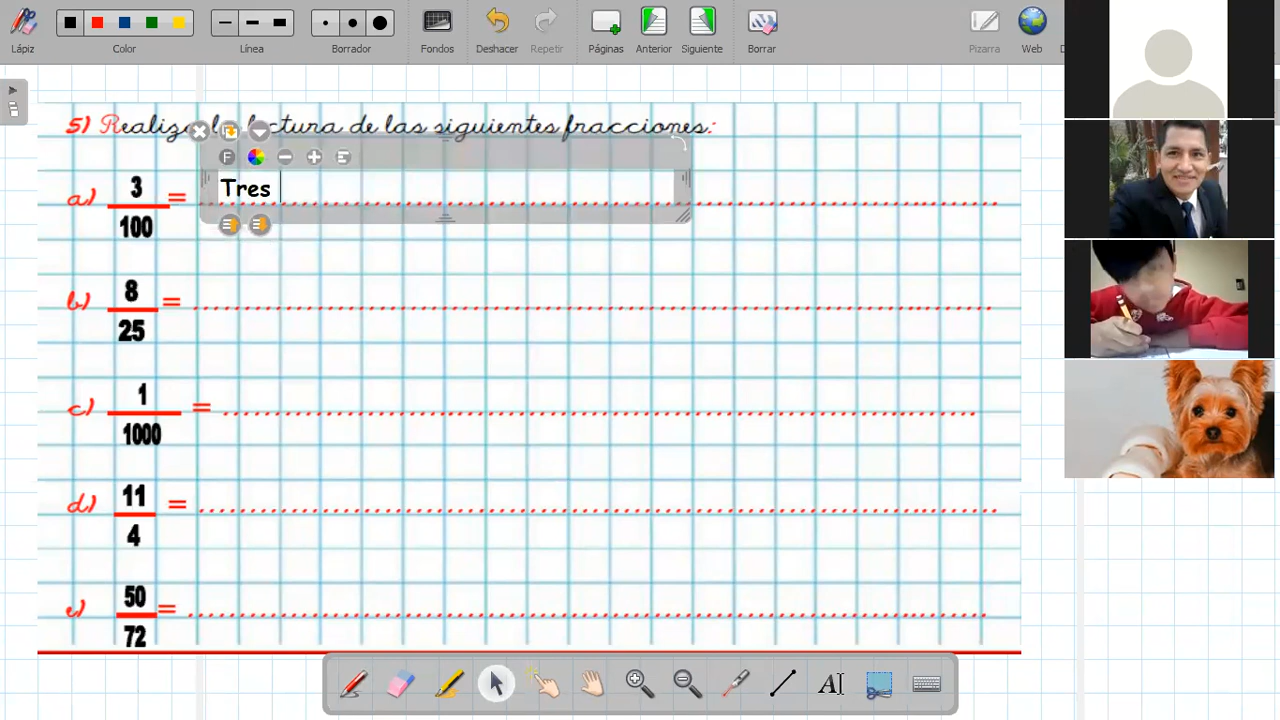 Lápiz Color Línea Borrador Fondos Deshacer Repetir Páginas Anterior Siguiente Borrar Pizarra Web
5) Realiza la lectura de las siguientes fracciones:
F
a) 3/100 = Tres
b) 8/25 =
c) 1/1000 =
d) 11/4 =
e) 50/72 =